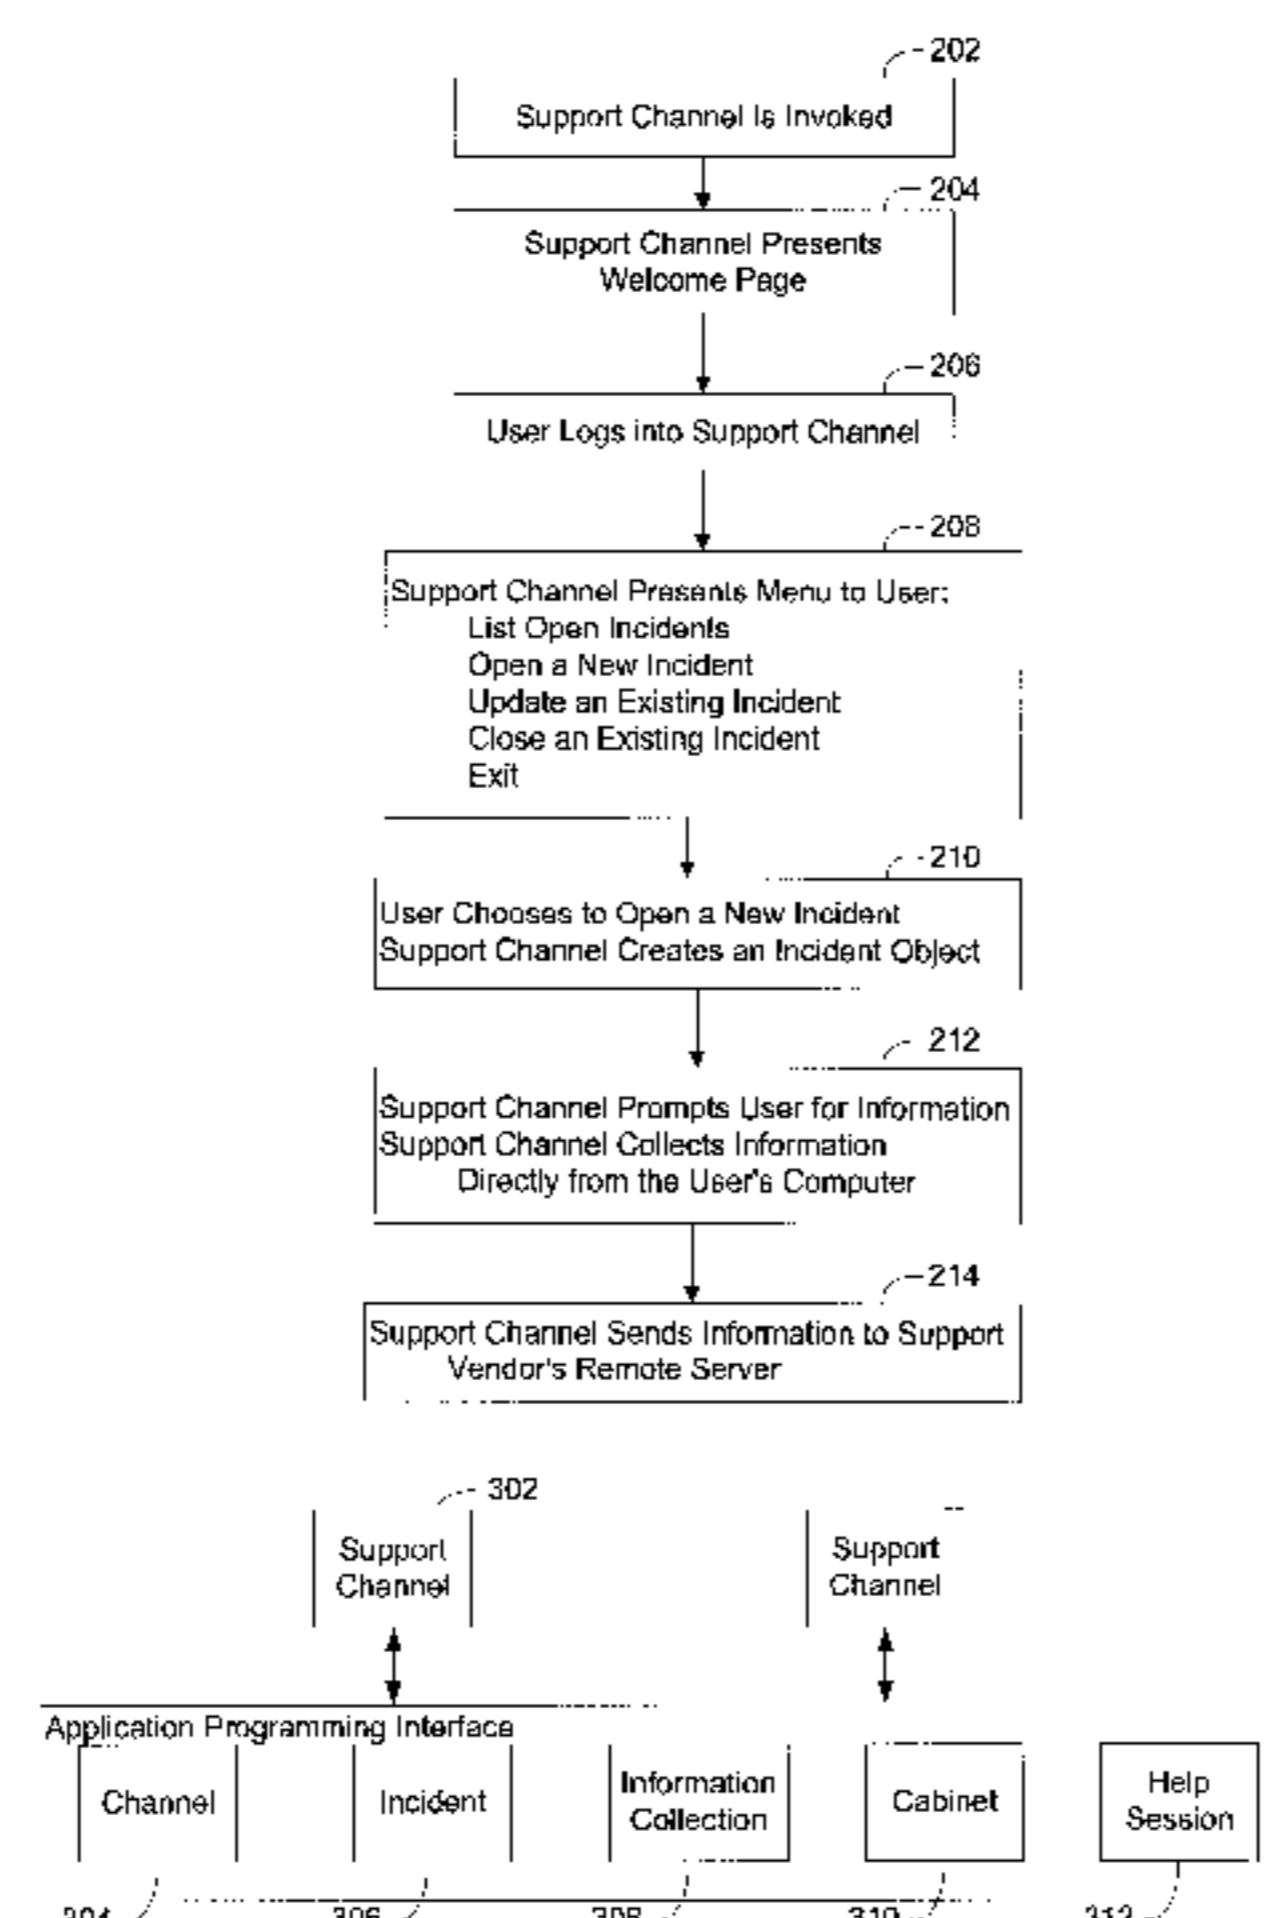 202
Support Channel Is Invoked
204
Support Channel Presents
Welcome Page
206
User Logs into Support Channel
208
Support Channel Presents Menu to User:
List Open Incidents
Open a New Incident
Update an Existing Incident
Close an Existing Incident
Exit
210
User Chooses to Open a New Incident
Support Channel Creates an Incident Object
212
Support Channel Prompts User for Information
Support Channel Collects Information
Directly from the User's Computer
214
Support Channel Sends Information to Support
Vendor's Remote Server
302
Support
Channel
Support
Channel
Application Programming Interface
Channel
Incident
Information
Collection
Cabinet
Help
Session